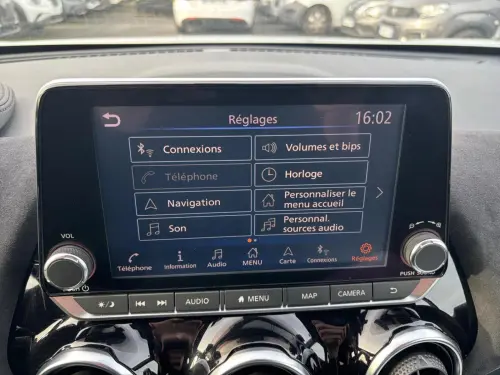 Réglages
16:02
Connexions
Volumes et bips
Téléphone
Horloge
Navigation
Personnaliser le
menu accueil
Son
Personnal.
sources audio
Téléphone
Information
Audio
MENU
Carte
Connexions
Réglages
VOL
PUSH SOUND
AUDIO
MENU
MAP
CAMERA